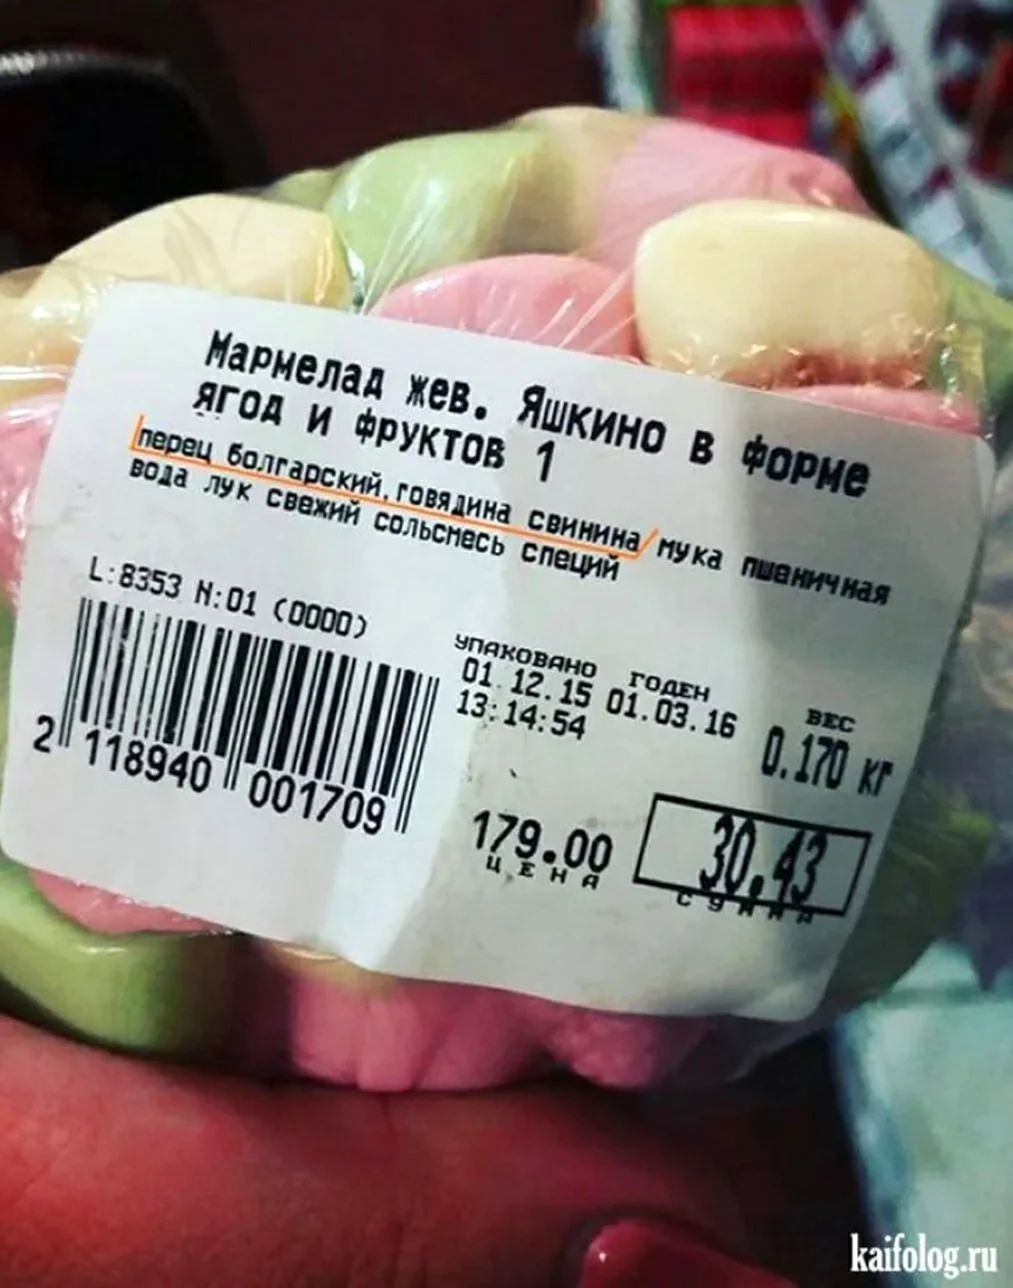 Мармелад жев. Яшкино в форме
ягод и фруктов 1
перец болгарский,говядина свинина мука пшеничная
вода лук свежий сольсмесь специй
L:8353 N:01 (0000)
УПАКОВАНО ГОДЕН
01.12.15 01.03.16
13:14:54
ВЕС
0.170 кг
2 118940 001709
179.00
ЦЕНА
30.43
СУММА
kaifolog.ru